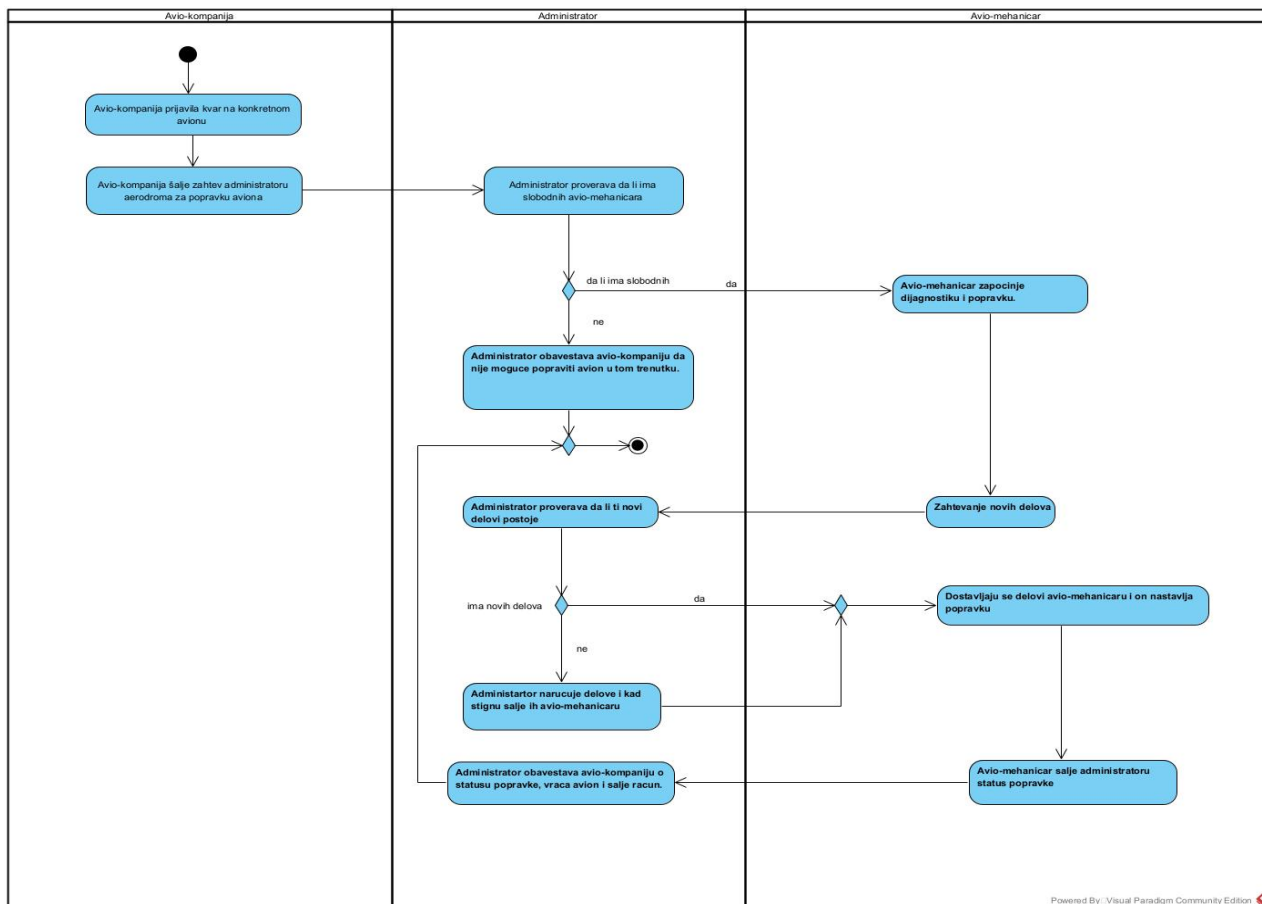 Avio-kompanija
Administrator
Avio-mehanicar
Avio-kompanija prijavila kvar na konkretnom
avionu
Avio-kompanija šalje zahtev administratoru
aerodroma za popravku aviona
Administrator proverava da li ima
slobodnih avio-mehanicara
da li ima slobodnih
da
ne
Avio-mehanicar zapocinje
dijagnostiku i popravku.
Administrator obavestava avio-kompaniju da
nije moguce popraviti avion u tom trenutku.
Administrator proverava da li ti novi
delovi postoje
Zahtevanje novih delova
ima novih delova
da
ne
Dostavljaju se delovi avio-mehanicaru i on nastavlja
popravku
Administartor narucuje delove i kad
stignu salje ih avio-mehanicaru
Administrator obavestava avio-kompaniju o
statusu popravke, vraca avion i salje racun.
Avio-mehanicar salje administratoru
status popravke
Powered By: Visual Paradigm Community Edition